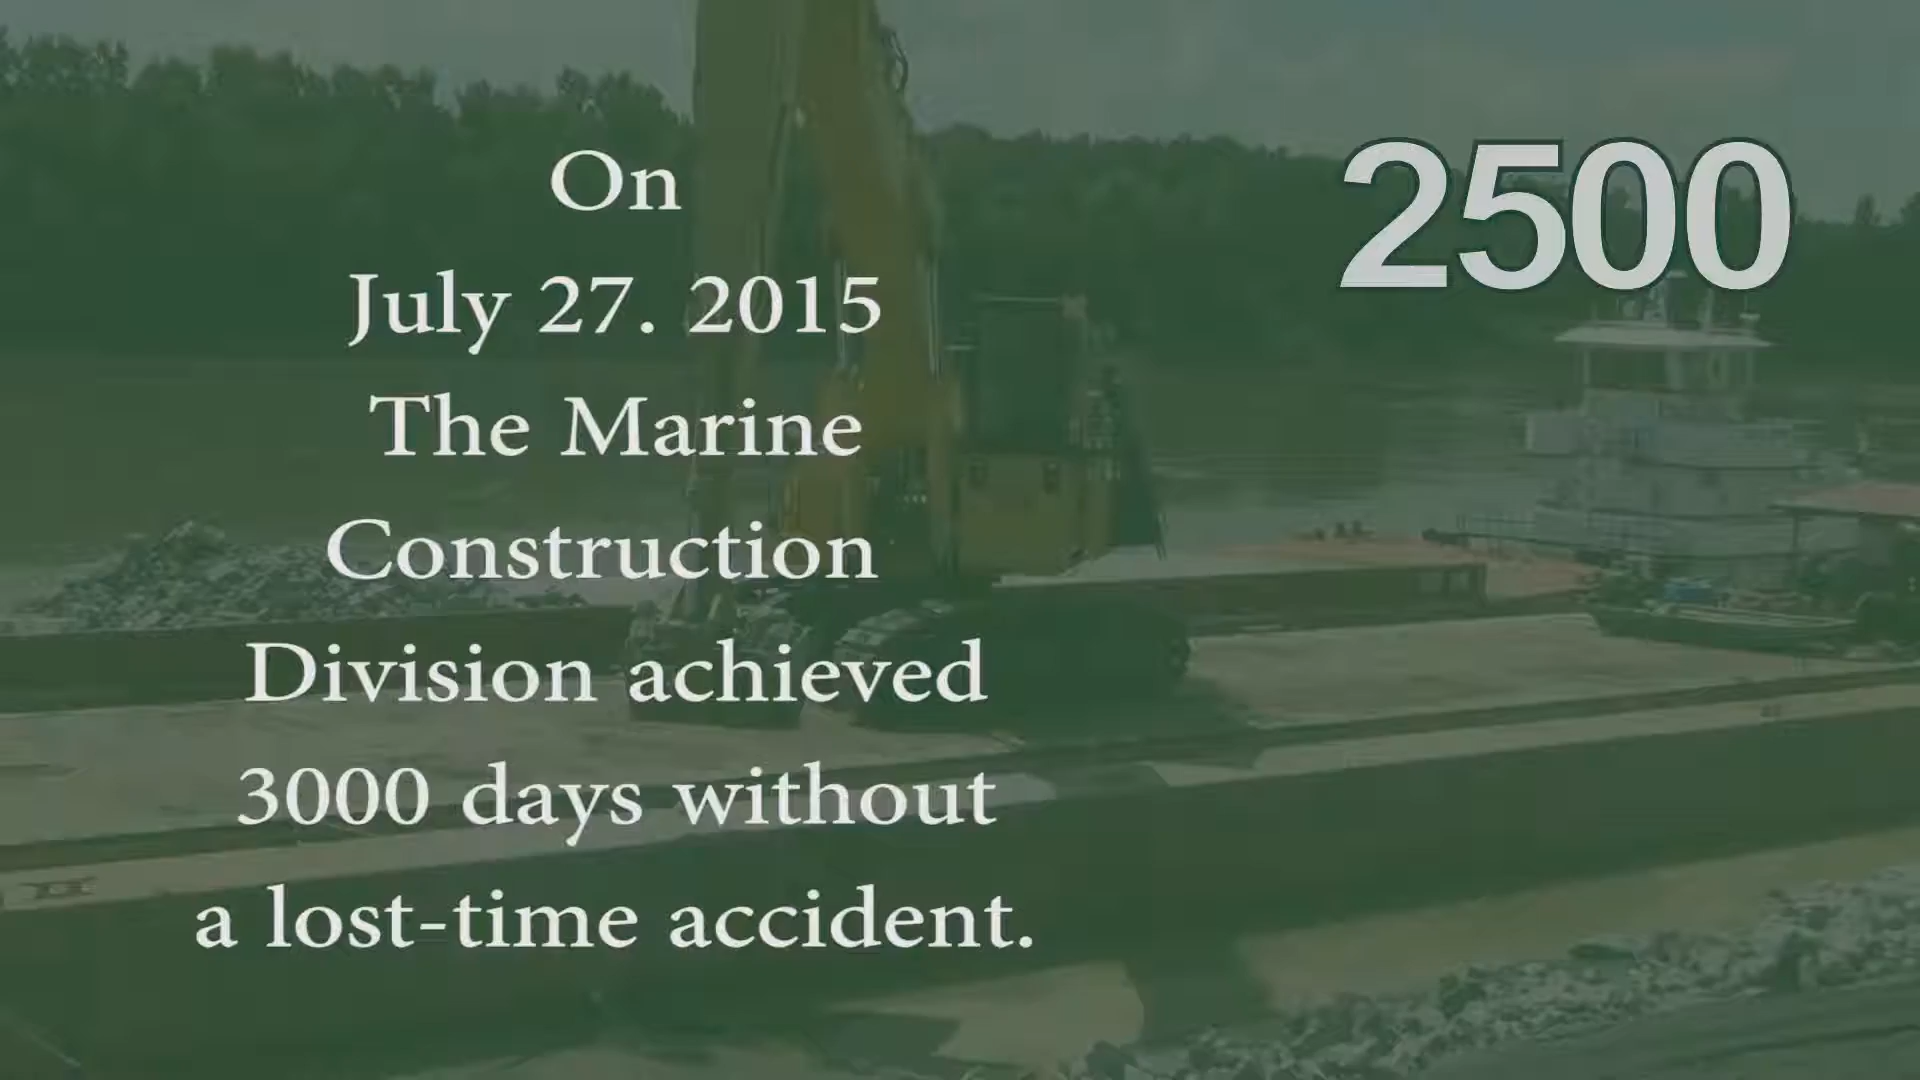 On
July 27. 2015
The Marine
Construction
Division achieved
3000 days without
a lost-time accident.
2500